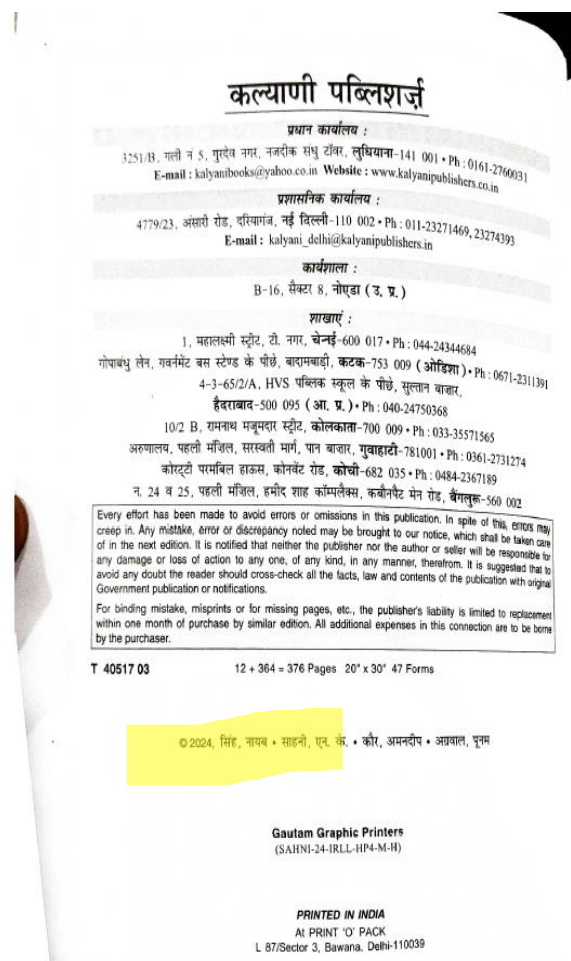 कल्याणी पब्लिशर्ज़
प्रधान कार्यालय :
3251/B, गली न 5, गुरदेव नगर, नजदीक संधु टॉवर, लुधियाना-141 001 • Ph : 0161-2760031
E-mail : kalyanibooks@yahoo.co.in Website : www.kalyanipublishers.co.in
प्रशासनिक कार्यालय :
4779/23, अंसारी रोड, दरियागंज, नई दिल्ली-110 002 • Ph : 011-23271469, 23274393
E-mail : kalyani_delhi@kalyanipublishers.in
कार्यशाला :
B-16, सैक्टर 8, नोएडा ( उ. प्र. )
शाखाएं :
1, महालक्ष्मी स्ट्रीट, टी. नगर, चेनई-600 017 • Ph : 044-24344684
गोपाबंधु लेन, गवर्नमेंट बस स्टेण्ड के पीछे, बादामबाड़ी, कटक-753 009 ( ओडिशा ) • Ph : 0671-2311391
4-3-65/2/A, HVS पब्लिक स्कूल के पीछे, सुल्तान बाजार,
हैदराबाद-500 095 ( आ. प्र. ) • Ph : 040-24750368
10/2 B, रामनाथ मजूमदार स्ट्रीट, कोलकाता-700 009 • Ph : 033-35571565
अरुणालय, पहली मंज़िल, सरस्वती मार्ग, पान बाजार, गुवाहाटी-781001 • Ph : 0361-2731274
कोरट्टी परमबिल हाऊस, कोनवेंट रोड, कोची-682 035 • Ph : 0484-2367189
न. 24 व 25, पहली मंज़िल, हमीद शाह कॉम्पलैक्स, कबौनपैट मेन रोड, बैंगलुरू-560 002
Every effort has been made to avoid errors or omissions in this publication. In spite of this, errors may
creep in. Any mistake, error or discrepancy noted may be brought to our notice, which shall be taken care
of in the next edition. It is notified that neither the publisher nor the author or seller will be responsible for
any damage or loss of action to any one, of any kind, in any manner, therefrom. It is suggested that to
avoid any doubt the reader should cross-check all the facts, law and contents of the publication with original
Government publication or notifications.
For binding mistake, misprints or for missing pages, etc., the publisher's liability is limited to replacement
within one month of purchase by similar edition. All additional expenses in this connection are to be borne
by the purchaser.
T 40517 03 12 + 364 = 376 Pages 20" x 30" 47 Forms
© 2024, सिंह, नायब • साहनी, एन. के. • कौर, अमनदीप • अग्रवाल, पूनम
Gautam Graphic Printers
(SAHNI-24-IRLL-HP4-M-H)
PRINTED IN INDIA
At PRINT 'O' PACK
L 87/Sector 3, Bawana, Delhi-110039